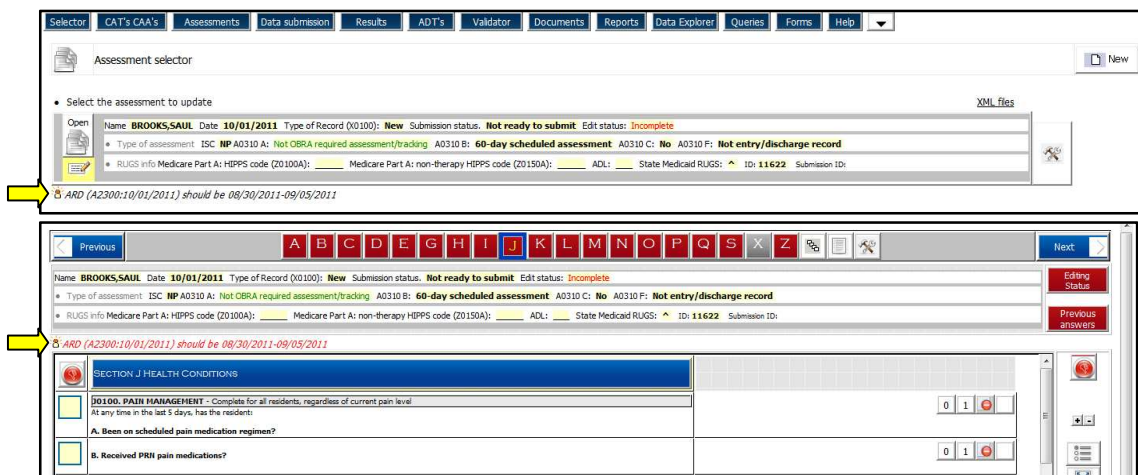 Selector CAT's CAA's Assessments Data submission Results ADT's Validator Documents Reports Data Explorer Queries Forms Help
Assessment selector
New
• Select the assessment to update
XML files
Open
Name BROOKS,SAUL Date 10/01/2011 Type of Record (X0100): New Submission status. Not ready to submit Edit status: Incomplete
• Type of assessment ISC NP A0310 A: Not OBRA required assessment/tracking A0310 B: 60-day scheduled assessment A0310 C: No A0310 F: Not entry/discharge record
• RUGS info Medicare Part A: HIPPS code (Z0100A): _____ Medicare Part A: non-therapy HIPPS code (Z0150A): _____ ADL: ___ State Medicaid RUGS: ^ ID: 11622 Submission ID:
ARD (A2300:10/01/2011) should be 08/30/2011-09/05/2011
Previous
A B C D E G H I J K L M N O P Q S X Z
Next
Name BROOKS,SAUL Date 10/01/2011 Type of Record (X0100): New Submission status. Not ready to submit Edit status: Incomplete
Editing Status
• Type of assessment ISC NP A0310 A: Not OBRA required assessment/tracking A0310 B: 60-day scheduled assessment A0310 C: No A0310 F: Not entry/discharge record
• RUGS info Medicare Part A: HIPPS code (Z0100A): _____ Medicare Part A: non-therapy HIPPS code (Z0150A): _____ ADL: ___ State Medicaid RUGS: ^ ID: 11622 Submission ID:
Previous answers
ARD (A2300:10/01/2011) should be 08/30/2011-09/05/2011
SECTION J HEALTH CONDITIONS
J0100. PAIN MANAGEMENT - Complete for all residents, regardless of current pain level
At any time in the last 5 days, has the resident:
0 1
A. Been on scheduled pain medication regimen?
B. Received PRN pain medications?
0 1
+ -